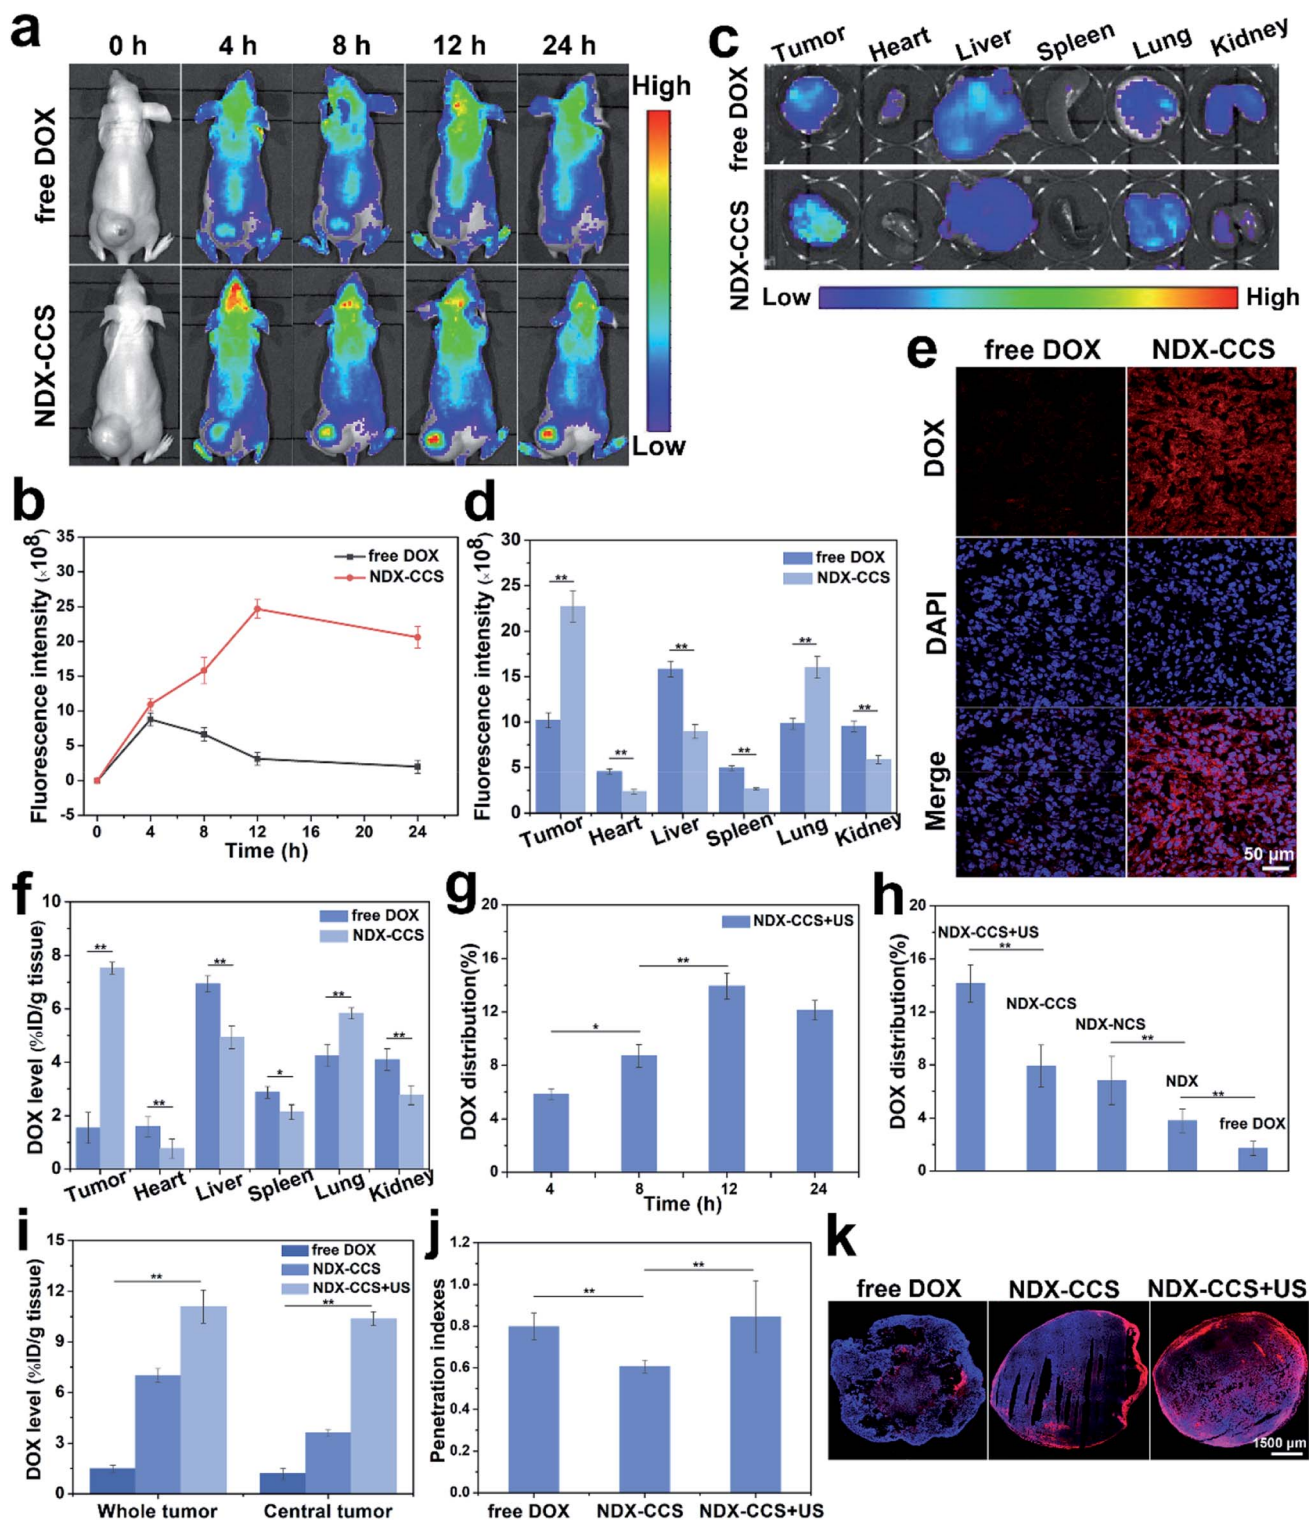 a
0 h 4 h 8 h 12 h 24 h
free DOX
NDX-CCS
High
Low
c
Tumor Heart Liver Spleen Lung Kidney
free DOX
NDX-CCS
Low High
e
free DOX NDX-CCS
DOX
DAPI
Merge
50 µm
b
Fluorescence intensity (×10⁸)
35
30
25
20
15
10
5
0
-5
free DOX
NDX-CCS
0 4 8 12 16 20 24
Time (h)
d
Fluorescence intensity (×10⁸)
30
25
20
15
10
5
0
free DOX
NDX-CCS
** ** ** ** ** **
Tumor Heart Liver Spleen Lung Kidney
f
DOX level (%ID/g tissue)
10
8
6
4
2
0
free DOX
NDX-CCS
** ** ** * ** **
Tumor Heart Liver Spleen Lung Kidney
g
DOX distribution(%)
20
16
12
8
4
0
NDX-CCS+US
* **
4 8 12 24
Time (h)
h
DOX distribution(%)
20
16
12
8
4
0
NDX-CCS+US
**
NDX-CCS
NDX-NCS
**
NDX
**
free DOX
i
DOX level (%ID/g tissue)
15
12
9
6
3
0
free DOX
NDX-CCS
NDX-CCS+US
** **
Whole tumor Central tumor
j
Penetration indexes
1.2
1.0
0.8
0.6
0.4
0.2
0.0
** **
free DOX NDX-CCS NDX-CCS+US
k
free DOX NDX-CCS NDX-CCS+US
1500 µm